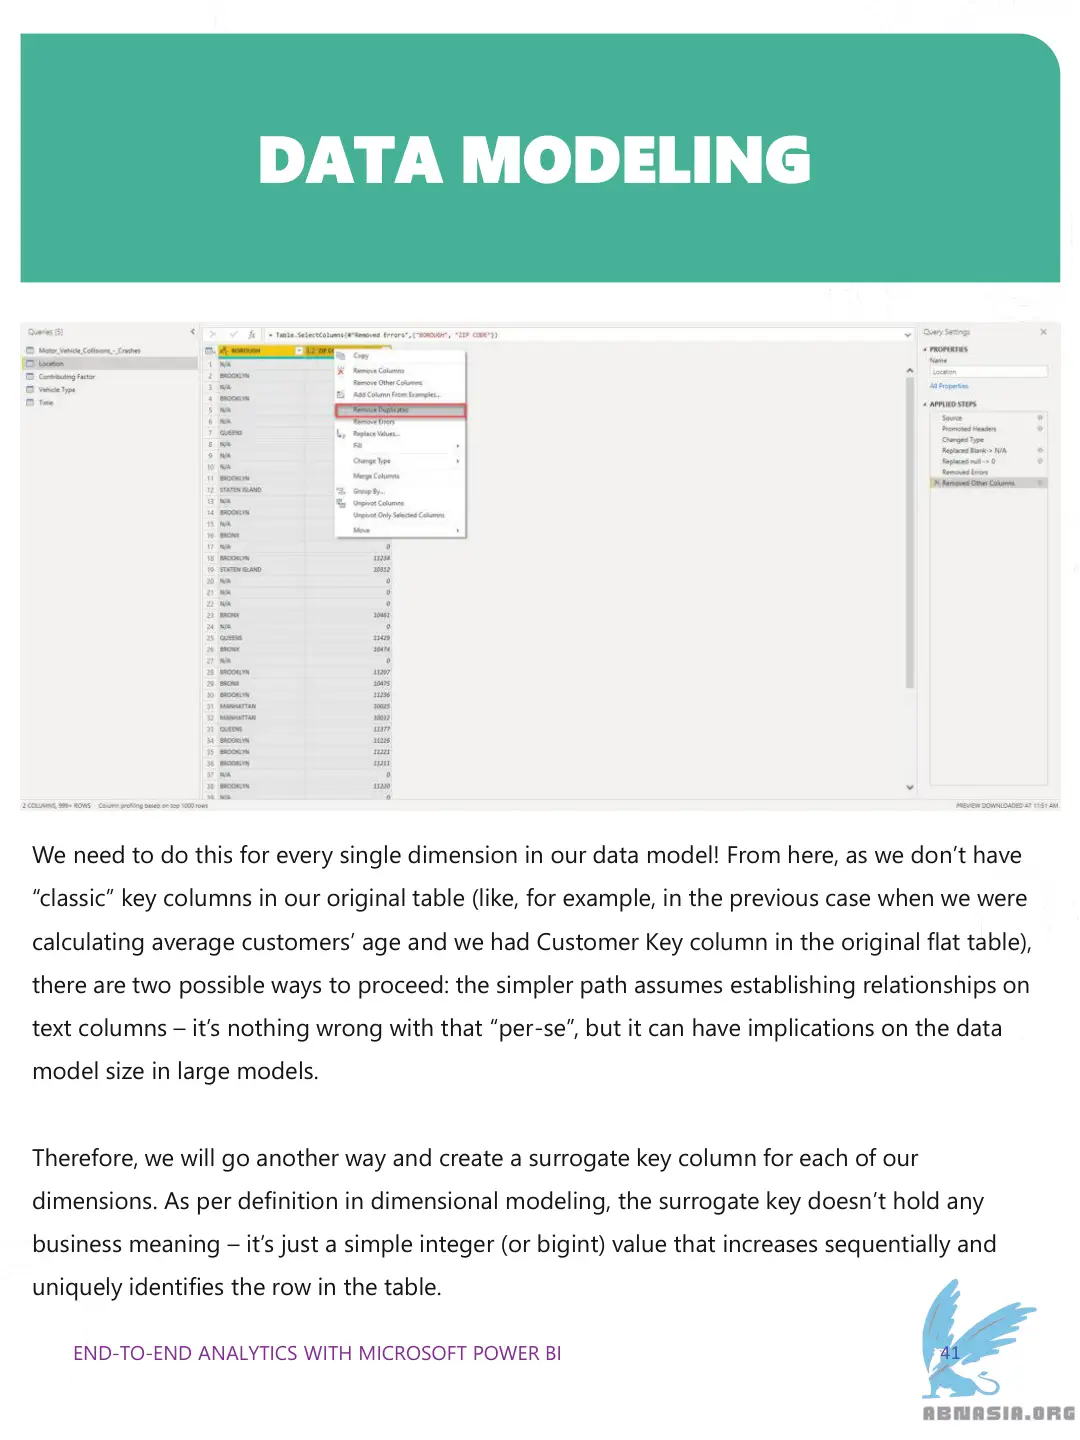 DATA MODELING
Queries [5]
= Table.SelectColumns(#"Removed Errors",{"BOROUGH", "ZIP CODE"})
Query Settings
Motor_Vehicle_Collisions_-_Crashes
Location
Contributing Factor
Vehicle Type
Time
BOROUGH
1 N/A
2 BROOKLYN
3 N/A
4 BROOKLYN
5 N/A
6 N/A
7 QUEENS
8 N/A
9 N/A
10 N/A
11 BROOKLYN
12 STATEN ISLAND
13 N/A
14 BROOKLYN
15 N/A
16 BRONX
17 N/A 0
18 BROOKLYN 11234
19 STATEN ISLAND 10312
20 N/A 0
21 N/A 0
22 N/A 0
23 BRONX 10461
24 N/A 0
25 QUEENS 11429
26 BRONX 10474
27 N/A 0
28 BROOKLYN 11207
29 BRONX 10475
30 BROOKLYN 11236
31 MANHATTAN 10025
32 MANHATTAN 10032
33 QUEENS 11377
34 BROOKLYN 11226
35 BROOKLYN 11221
36 BROOKLYN 11211
37 N/A 0
38 BROOKLYN 11220
39 N/A 0
Copy
Remove Columns
Remove Other Columns
Add Column From Examples...
Remove Duplicates
Remove Errors
Replace Values...
Fill
Change Type
Merge Columns
Group By...
Unpivot Columns
Unpivot Only Selected Columns
Move
PROPERTIES
Name
Location
All Properties
APPLIED STEPS
Source
Promoted Headers
Changed Type
Replaced Blank-> N/A
Replaced null --> 0
Removed Errors
Removed Other Columns
2 COLUMNS, 999+ ROWS Column profiling based on top 1000 rows
PREVIEW DOWNLOADED AT 11:51 AM
We need to do this for every single dimension in our data model! From here, as we don’t have
“classic” key columns in our original table (like, for example, in the previous case when we were
calculating average customers’ age and we had Customer Key column in the original flat table),
there are two possible ways to proceed: the simpler path assumes establishing relationships on
text columns – it’s nothing wrong with that “per-se”, but it can have implications on the data
model size in large models.
Therefore, we will go another way and create a surrogate key column for each of our
dimensions. As per definition in dimensional modeling, the surrogate key doesn’t hold any
business meaning – it’s just a simple integer (or bigint) value that increases sequentially and
uniquely identifies the row in the table.
END-TO-END ANALYTICS WITH MICROSOFT POWER BI
41
ABNASIA.ORG